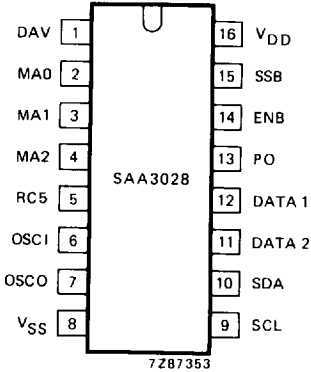 DAV 1 16 VDD
MA0 2 15 SSB
MA1 3 14 ENB
MA2 4 13 PO
SAA3028
RC5 5 12 DATA 1
OSCI 6 11 DATA 2
OSCO 7 10 SDA
VSS 8 9 SCL
7Z87353